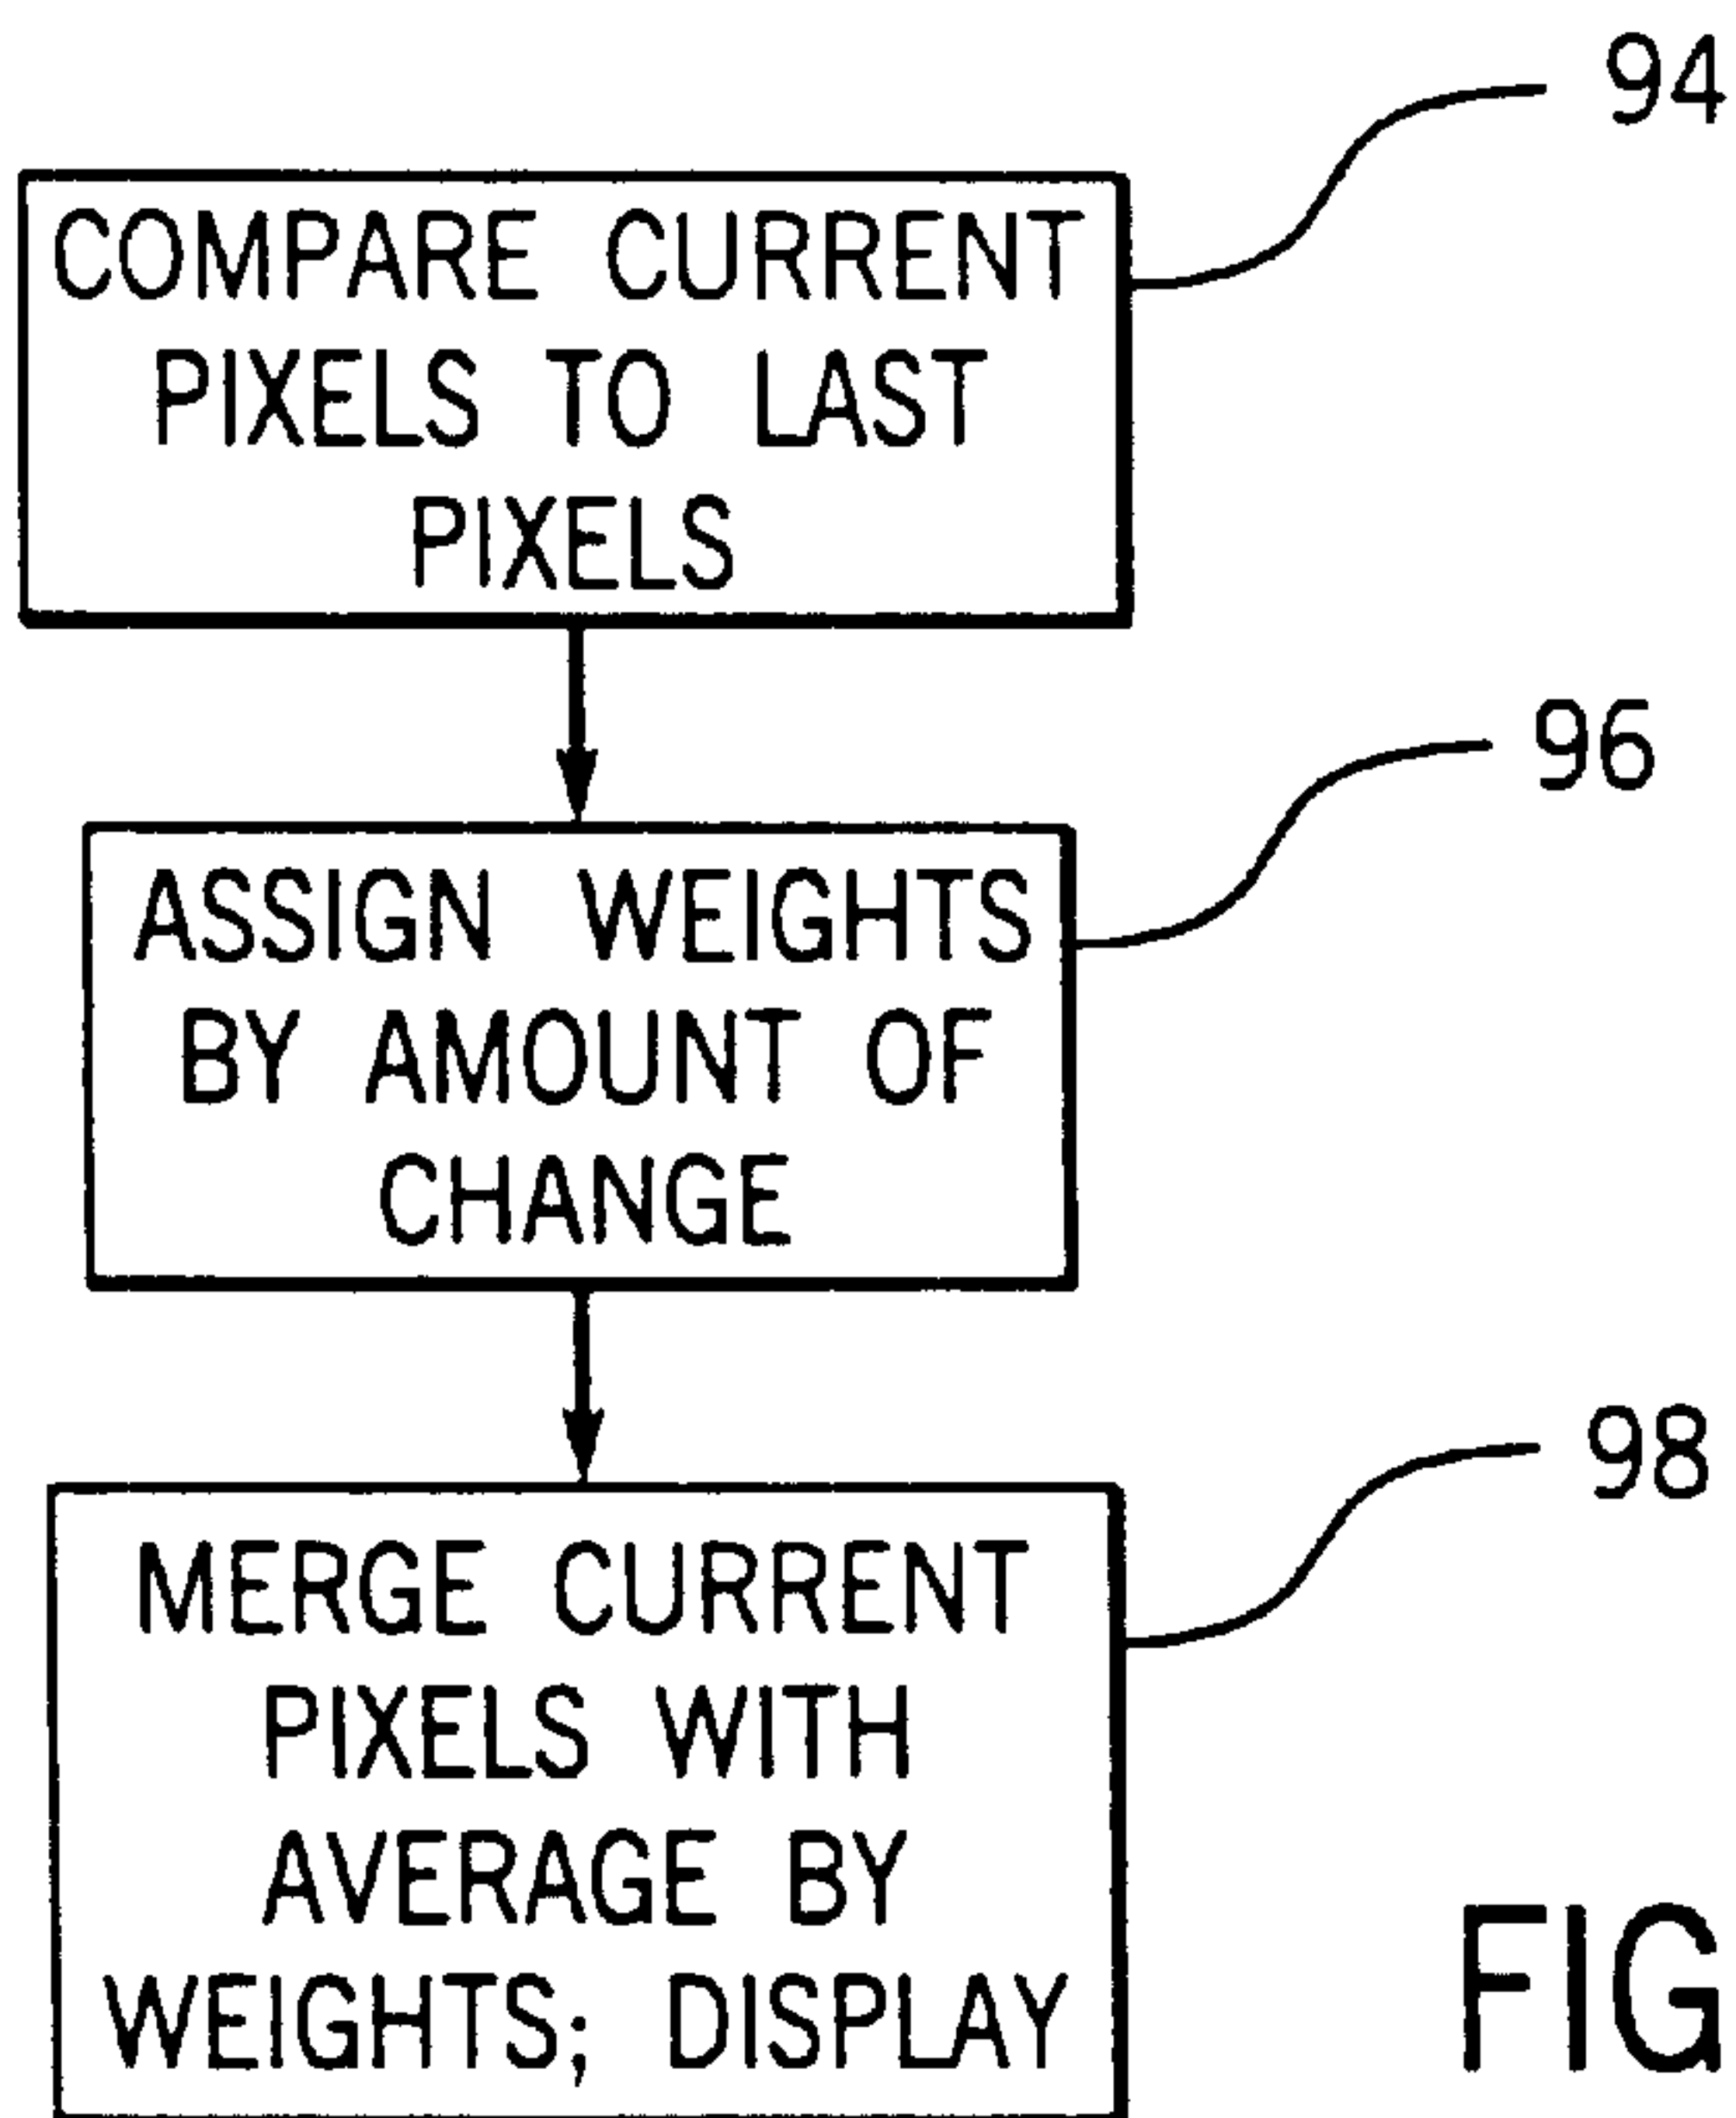 94
COMPARE CURRENT
PIXELS TO LAST
PIXELS
96
ASSIGN WEIGHTS
BY AMOUNT OF
CHANGE
98
MERGE CURRENT
PIXELS WITH
AVERAGE BY
WEIGHTS; DISPLAY
FIG